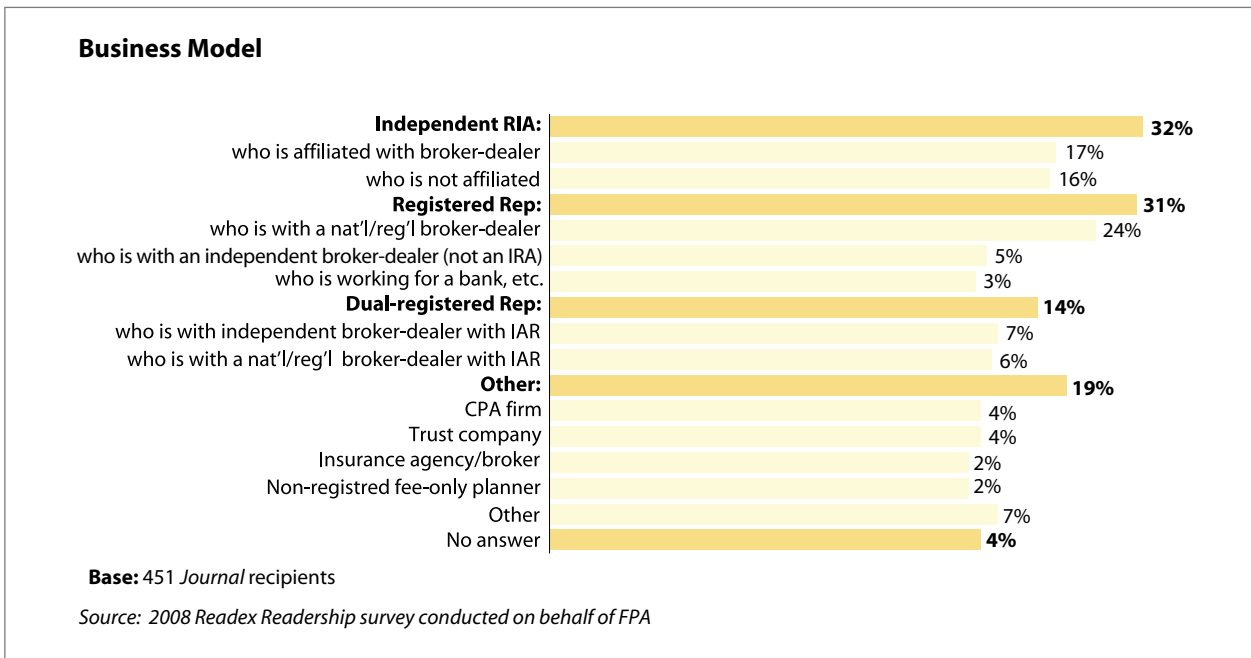 Business Model
Independent RIA: 32%
who is affiliated with broker-dealer 17%
who is not affiliated 16%
Registered Rep: 31%
who is with a nat'l/reg'l broker-dealer 24%
who is with an independent broker-dealer (not an IRA) 5%
who is working for a bank, etc. 3%
Dual-registered Rep: 14%
who is with independent broker-dealer with IAR 7%
who is with a nat'l/reg'l broker-dealer with IAR 6%
Other: 19%
CPA firm 4%
Trust company 4%
Insurance agency/broker 2%
Non-registred fee-only planner 2%
Other 7%
No answer 4%
Base: 451 Journal recipients
Source: 2008 Readex Readership survey conducted on behalf of FPA